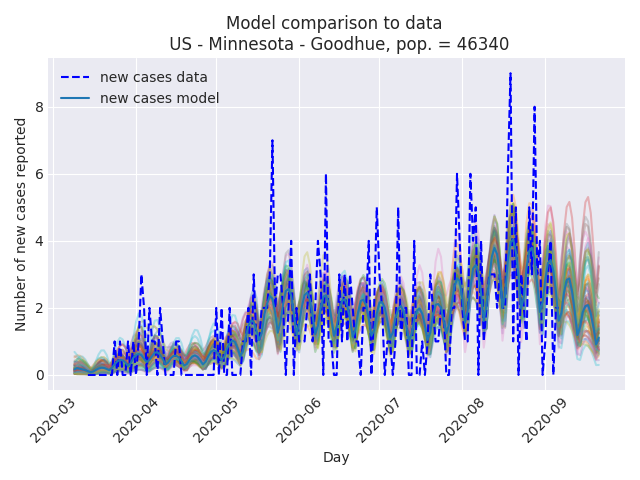 Model comparison to data
US - Minnesota - Goodhue, pop. = 46340
new cases data
new cases model
Number of new cases reported
8
6
4
2
0
2020-03
2020-04
2020-05
2020-06
2020-07
2020-08
2020-09
Day